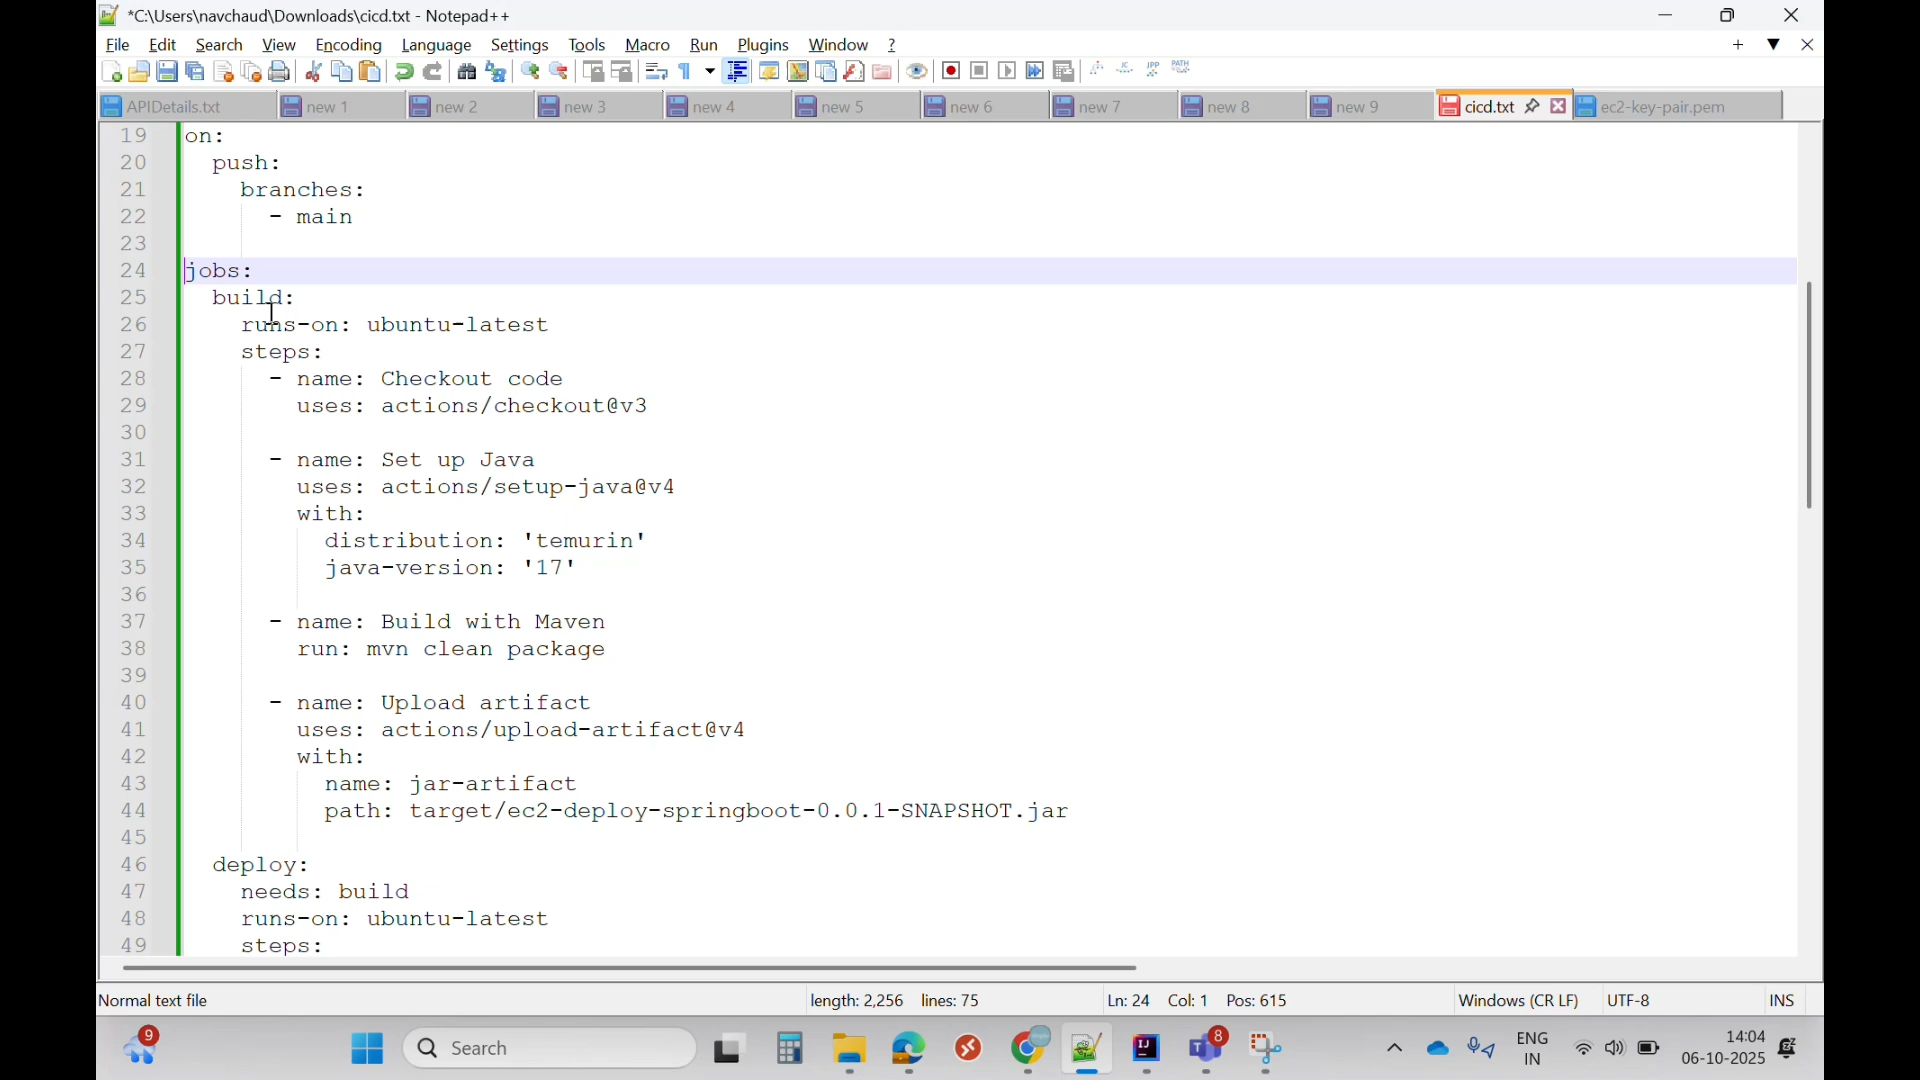 *C:\Users\navchaud\Downloads\cicd.txt - Notepad++
File Edit Search View Encoding Language Settings Tools Macro Run Plugins Window ?
APIDetails.txt new 1 new 2 new 3 new 4 new 5 new 6 new 7 new 8 new 9 cicd.txt ec2-key-pair.pem
19 on:
20 push:
21 branches:
22 - main
23
24 jobs:
25 build:
26 runs-on: ubuntu-latest
27 steps:
28 - name: Checkout code
29 uses: actions/checkout@v3
30
31 - name: Set up Java
32 uses: actions/setup-java@v4
33 with:
34 distribution: 'temurin'
35 java-version: '17'
36
37 - name: Build with Maven
38 run: mvn clean package
39
40 - name: Upload artifact
41 uses: actions/upload-artifact@v4
42 with:
43 name: jar-artifact
44 path: target/ec2-deploy-springboot-0.0.1-SNAPSHOT.jar
45
46 deploy:
47 needs: build
48 runs-on: ubuntu-latest
49 steps:
Normal text file length: 2,256 lines: 75 Ln: 24 Col: 1 Pos: 615 Windows (CR LF) UTF-8 INS
9 Search 8 ENG 14:04
IN 06-10-2025